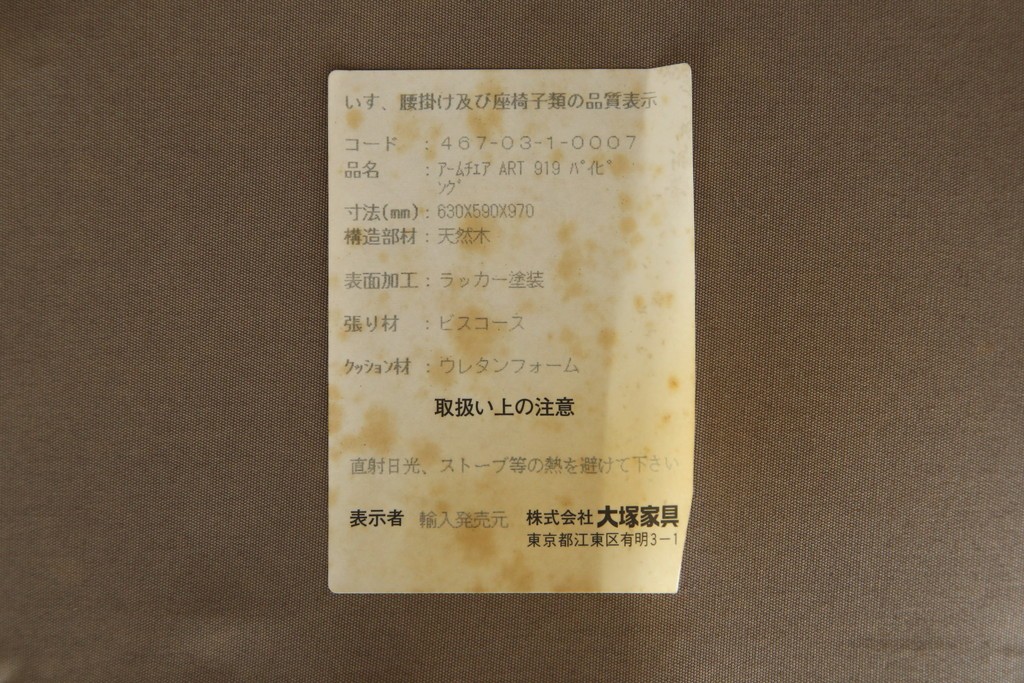 いす、腰掛け及び座椅子類の品質表示
コード : 467-03-1-0007
品名 : ｱｰﾑﾁｪｱ ART 919 ﾊﾟｲﾋﾟ
ﾝｸﾞ
寸法(mm) : 630X590X970
構造部材 : 天然木
表面加工 : ラッカー塗装
張り材 : ビスコース
ｸｯｼｮﾝ材 : ウレタンフォーム
取扱い上の注意
直射日光、ストーブ等の熱を避けて下さい
表示者 輸入発売元 株式会社 大塚家具
東京都江東区有明3-1